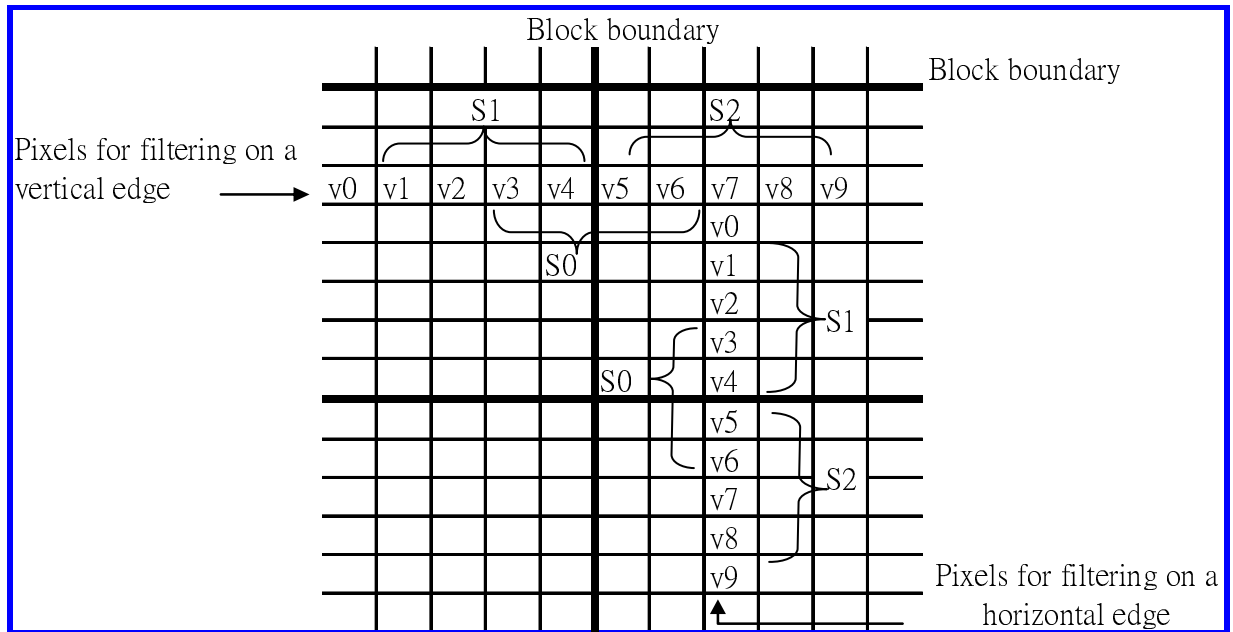 Block boundary
Block boundary
S1 S2
Pixels for filtering on a
vertical edge
v0 v1 v2 v3 v4 v5 v6 v7 v8 v9
v0
S0 v1
v2
S1
v3
S0 v4
v5
v6
S2
v7
v8
v9
Pixels for filtering on a
horizontal edge